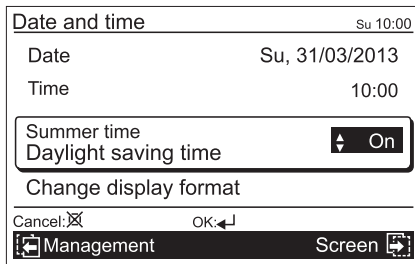 Date and time Su 10:00
Date Su, 31/03/2013
Time 10:00
Summer time
Daylight saving time On
Change display format
Cancel: OK:
Management Screen